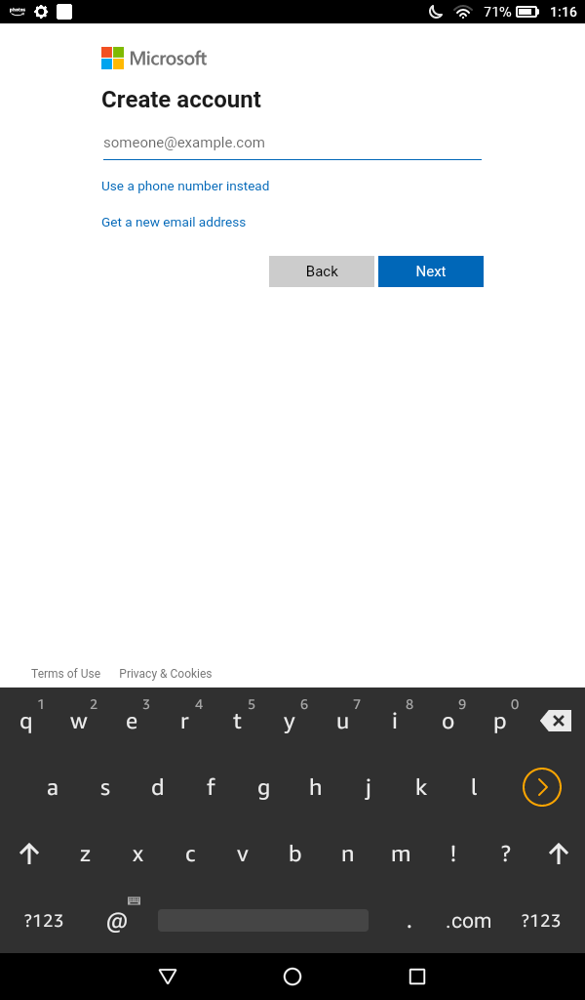 photos
71% 1:16
Microsoft
Create account
someone@example.com
Use a phone number instead
Get a new email address
Back Next
Terms of Use Privacy & Cookies
1 2 3 4 5 6 7 8 9 0
q w e r t y u i o p
a s d f g h j k l
z x c v b n m ! ?
?123 @ . .com ?123